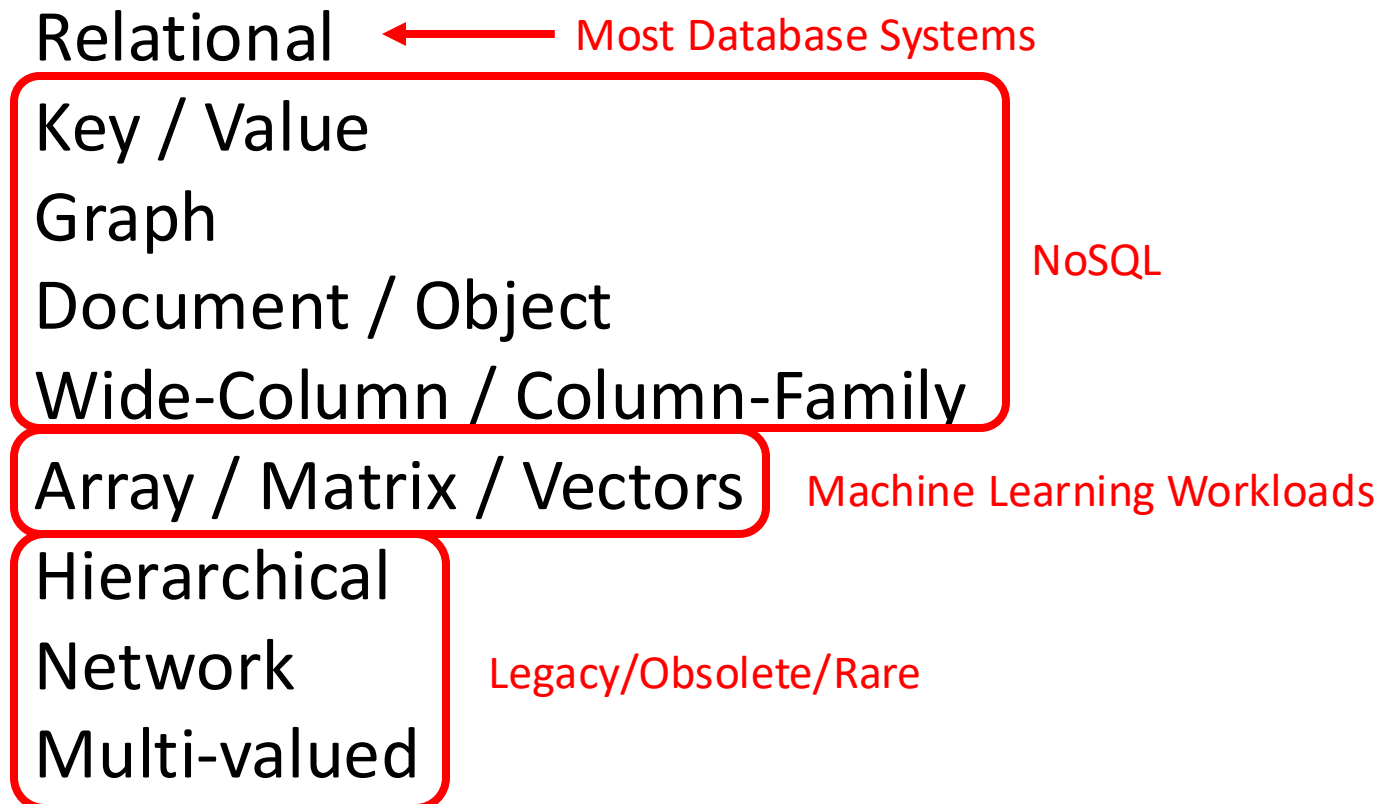 Relational
Most Database Systems
Key / Value
Graph
NoSQL
Document / Object
Wide-Column / Column-Family
Array / Matrix / Vectors
Machine Learning Workloads
Hierarchical
Network
Legacy/Obsolete/Rare
Multi-valued